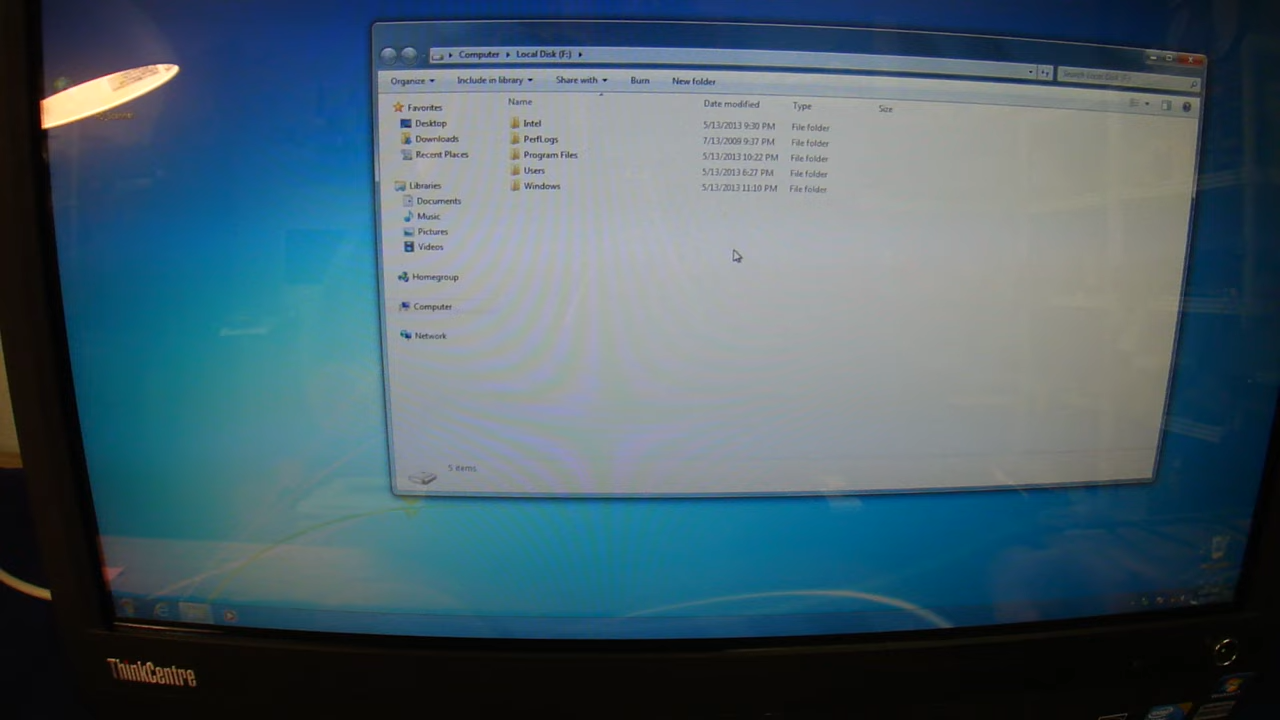 Computer ▸ Local Disk (F:) ▸
Search Local Disk (F:)
Organize ▾ Include in library ▾ Share with ▾ Burn New folder
Name Date modified Type Size
Favorites
Desktop
Downloads
Recent Places
Libraries
Documents
Music
Pictures
Videos
Homegroup
Computer
Network
Intel 5/13/2013 9:30 PM File folder
PerfLogs 7/13/2009 9:37 PM File folder
Program Files 5/13/2013 10:22 PM File folder
Users 5/13/2013 6:27 PM File folder
Windows 5/13/2013 11:10 PM File folder
5 items
ThinkCentre